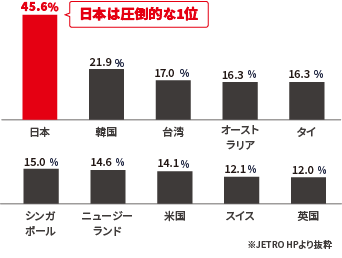 45.6%
日本は圧倒的な1位
21.9 %
17.0 %
16.3 %
16.3 %
日本
韓国
台湾
オースト
ラリア
タイ
15.0 %
14.6 %
14.1%
12.1%
12.0 %
シンガ
ポール
ニュージー
ランド
米国
スイス
英国
※JETRO HPより抜粋